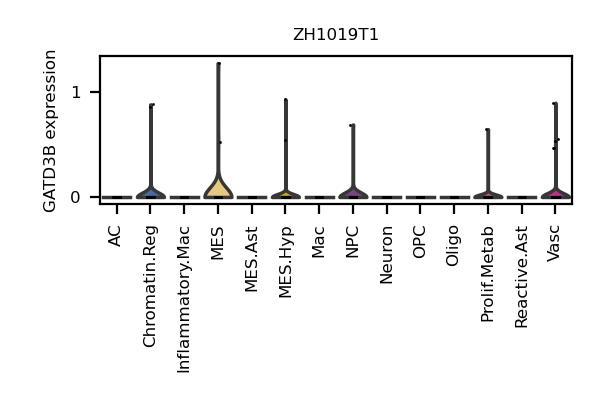 ZH1019T1
GATD3B expression
1
0
AC
Chromatin.Reg
Inflammatory.Mac
MES
MES.Ast
MES.Hyp
Mac
NPC
Neuron
OPC
Oligo
Prolif.Metab
Reactive.Ast
Vasc